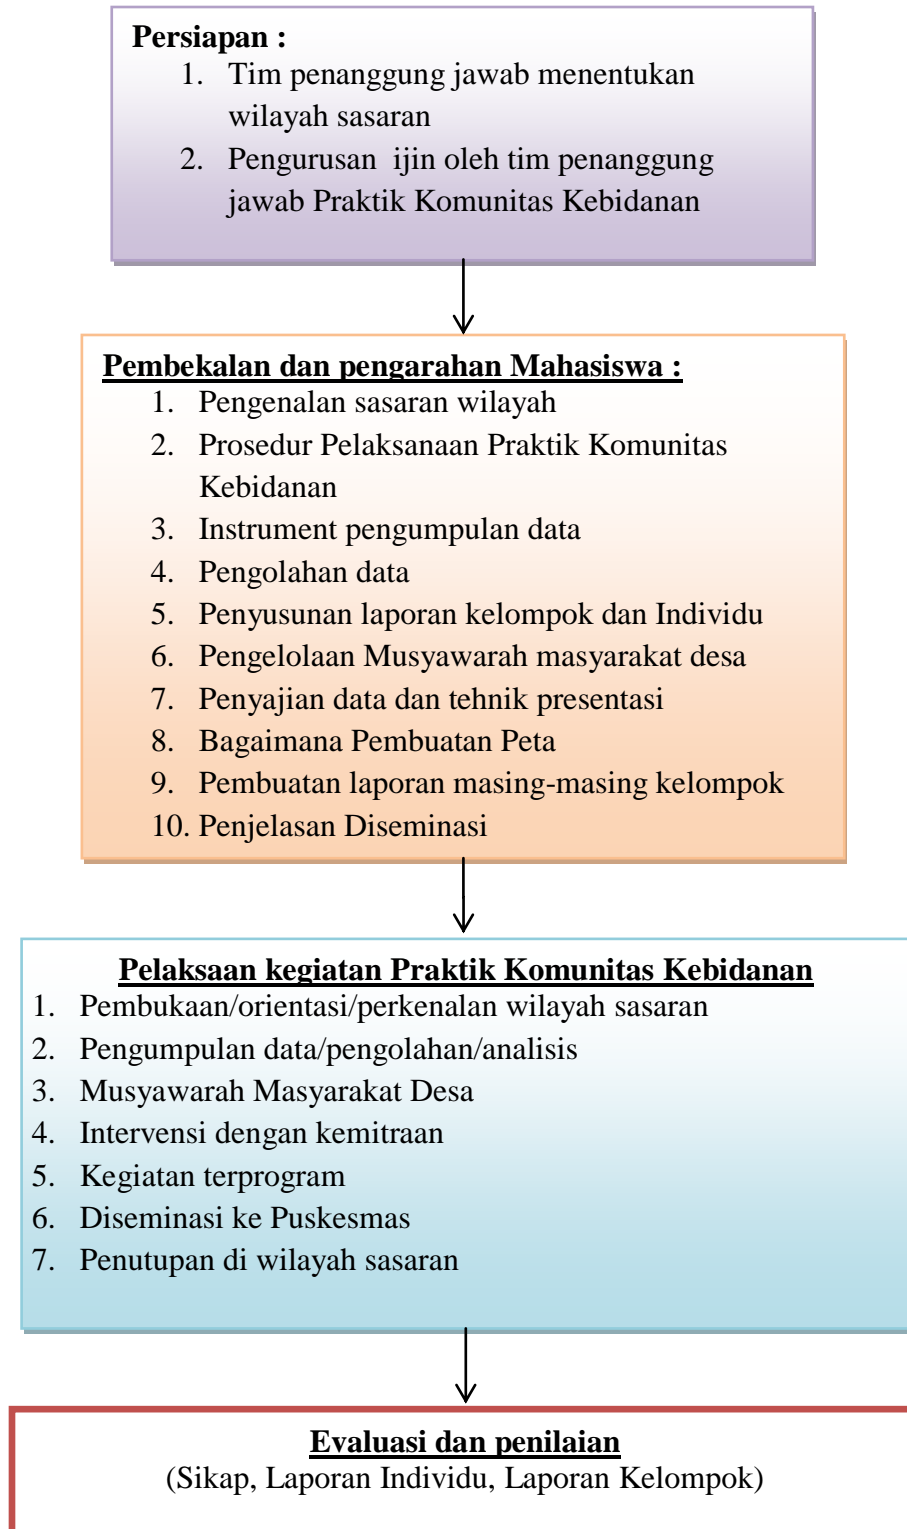 Persiapan :
1. Tim penanggung jawab menentukan
wilayah sasaran
2. Pengurusan ijin oleh tim penanggung
jawab Praktik Komunitas Kebidanan
Pembekalan dan pengarahan Mahasiswa :
1. Pengenalan sasaran wilayah
2. Prosedur Pelaksanaan Praktik Komunitas
Kebidanan
3. Instrument pengumpulan data
4. Pengolahan data
5. Penyusunan laporan kelompok dan Individu
6. Pengelolaan Musyawarah masyarakat desa
7. Penyajian data dan tehnik presentasi
8. Bagaimana Pembuatan Peta
9. Pembuatan laporan masing-masing kelompok
10. Penjelasan Diseminasi
Pelaksaan kegiatan Praktik Komunitas Kebidanan
1. Pembukaan/orientasi/perkenalan wilayah sasaran
2. Pengumpulan data/pengolahan/analisis
3. Musyawarah Masyarakat Desa
4. Intervensi dengan kemitraan
5. Kegiatan terprogram
6. Diseminasi ke Puskesmas
7. Penutupan di wilayah sasaran
Evaluasi dan penilaian
(Sikap, Laporan Individu, Laporan Kelompok)